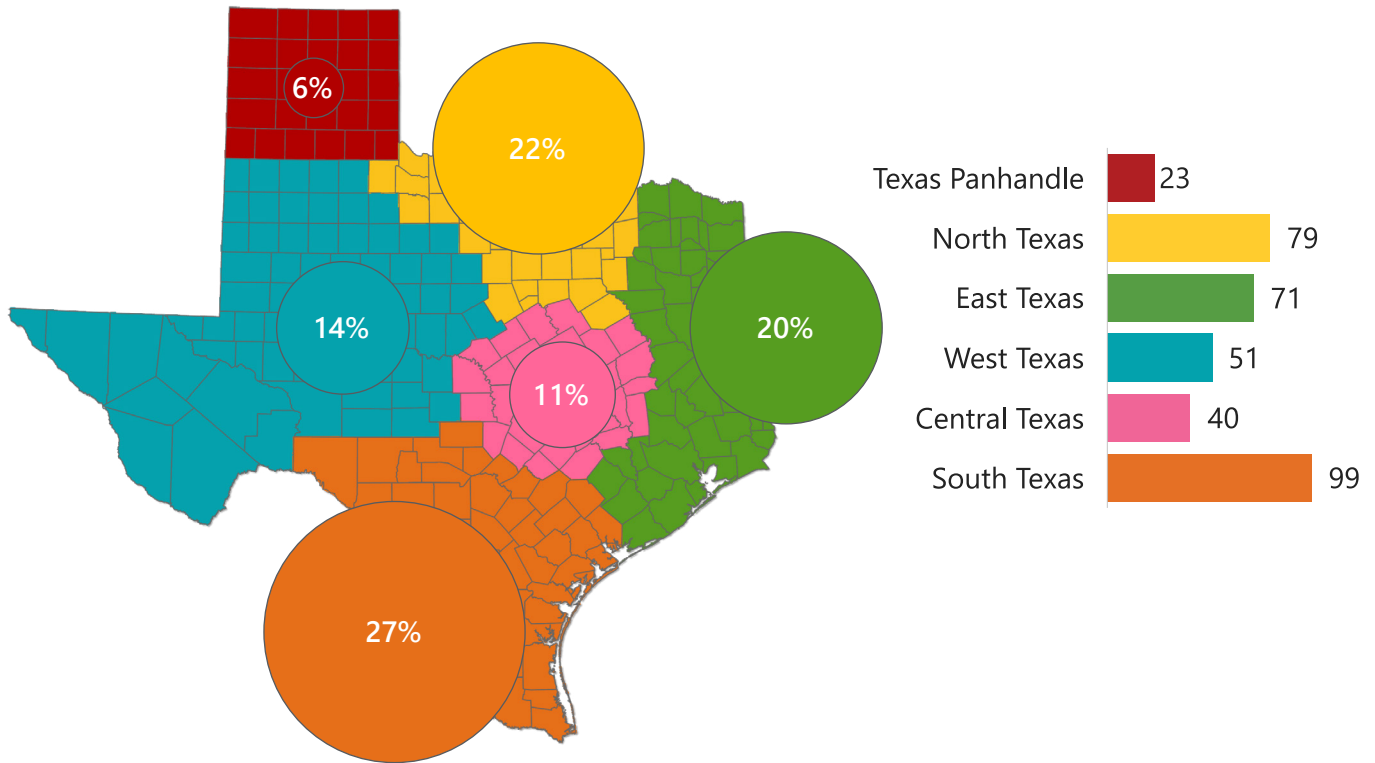 6%
22%
14%
20%
11%
27%
Texas Panhandle 23
North Texas 79
East Texas 71
West Texas 51
Central Texas 40
South Texas 99